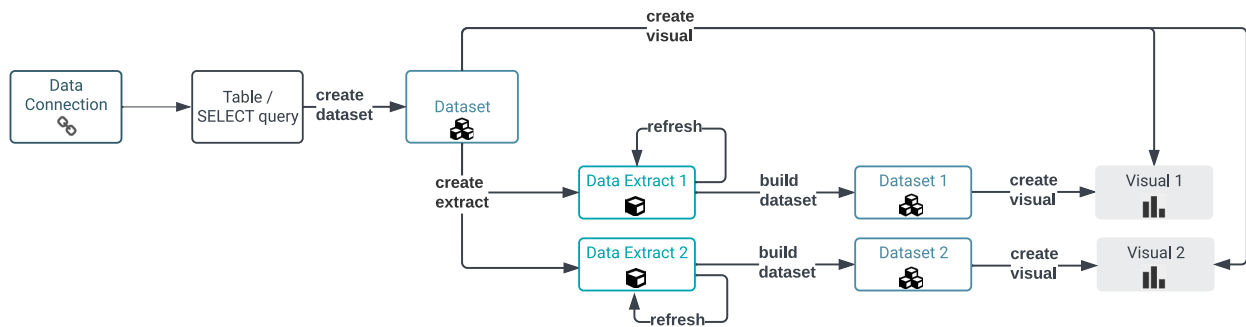 create
visual
Data
Connection
Table /
SELECT query
create
dataset
Dataset
refresh
create
extract
Data Extract 1
build
dataset
Dataset 1
create
visual
Visual 1
Data Extract 2
build
dataset
Dataset 2
create
visual
Visual 2
refresh